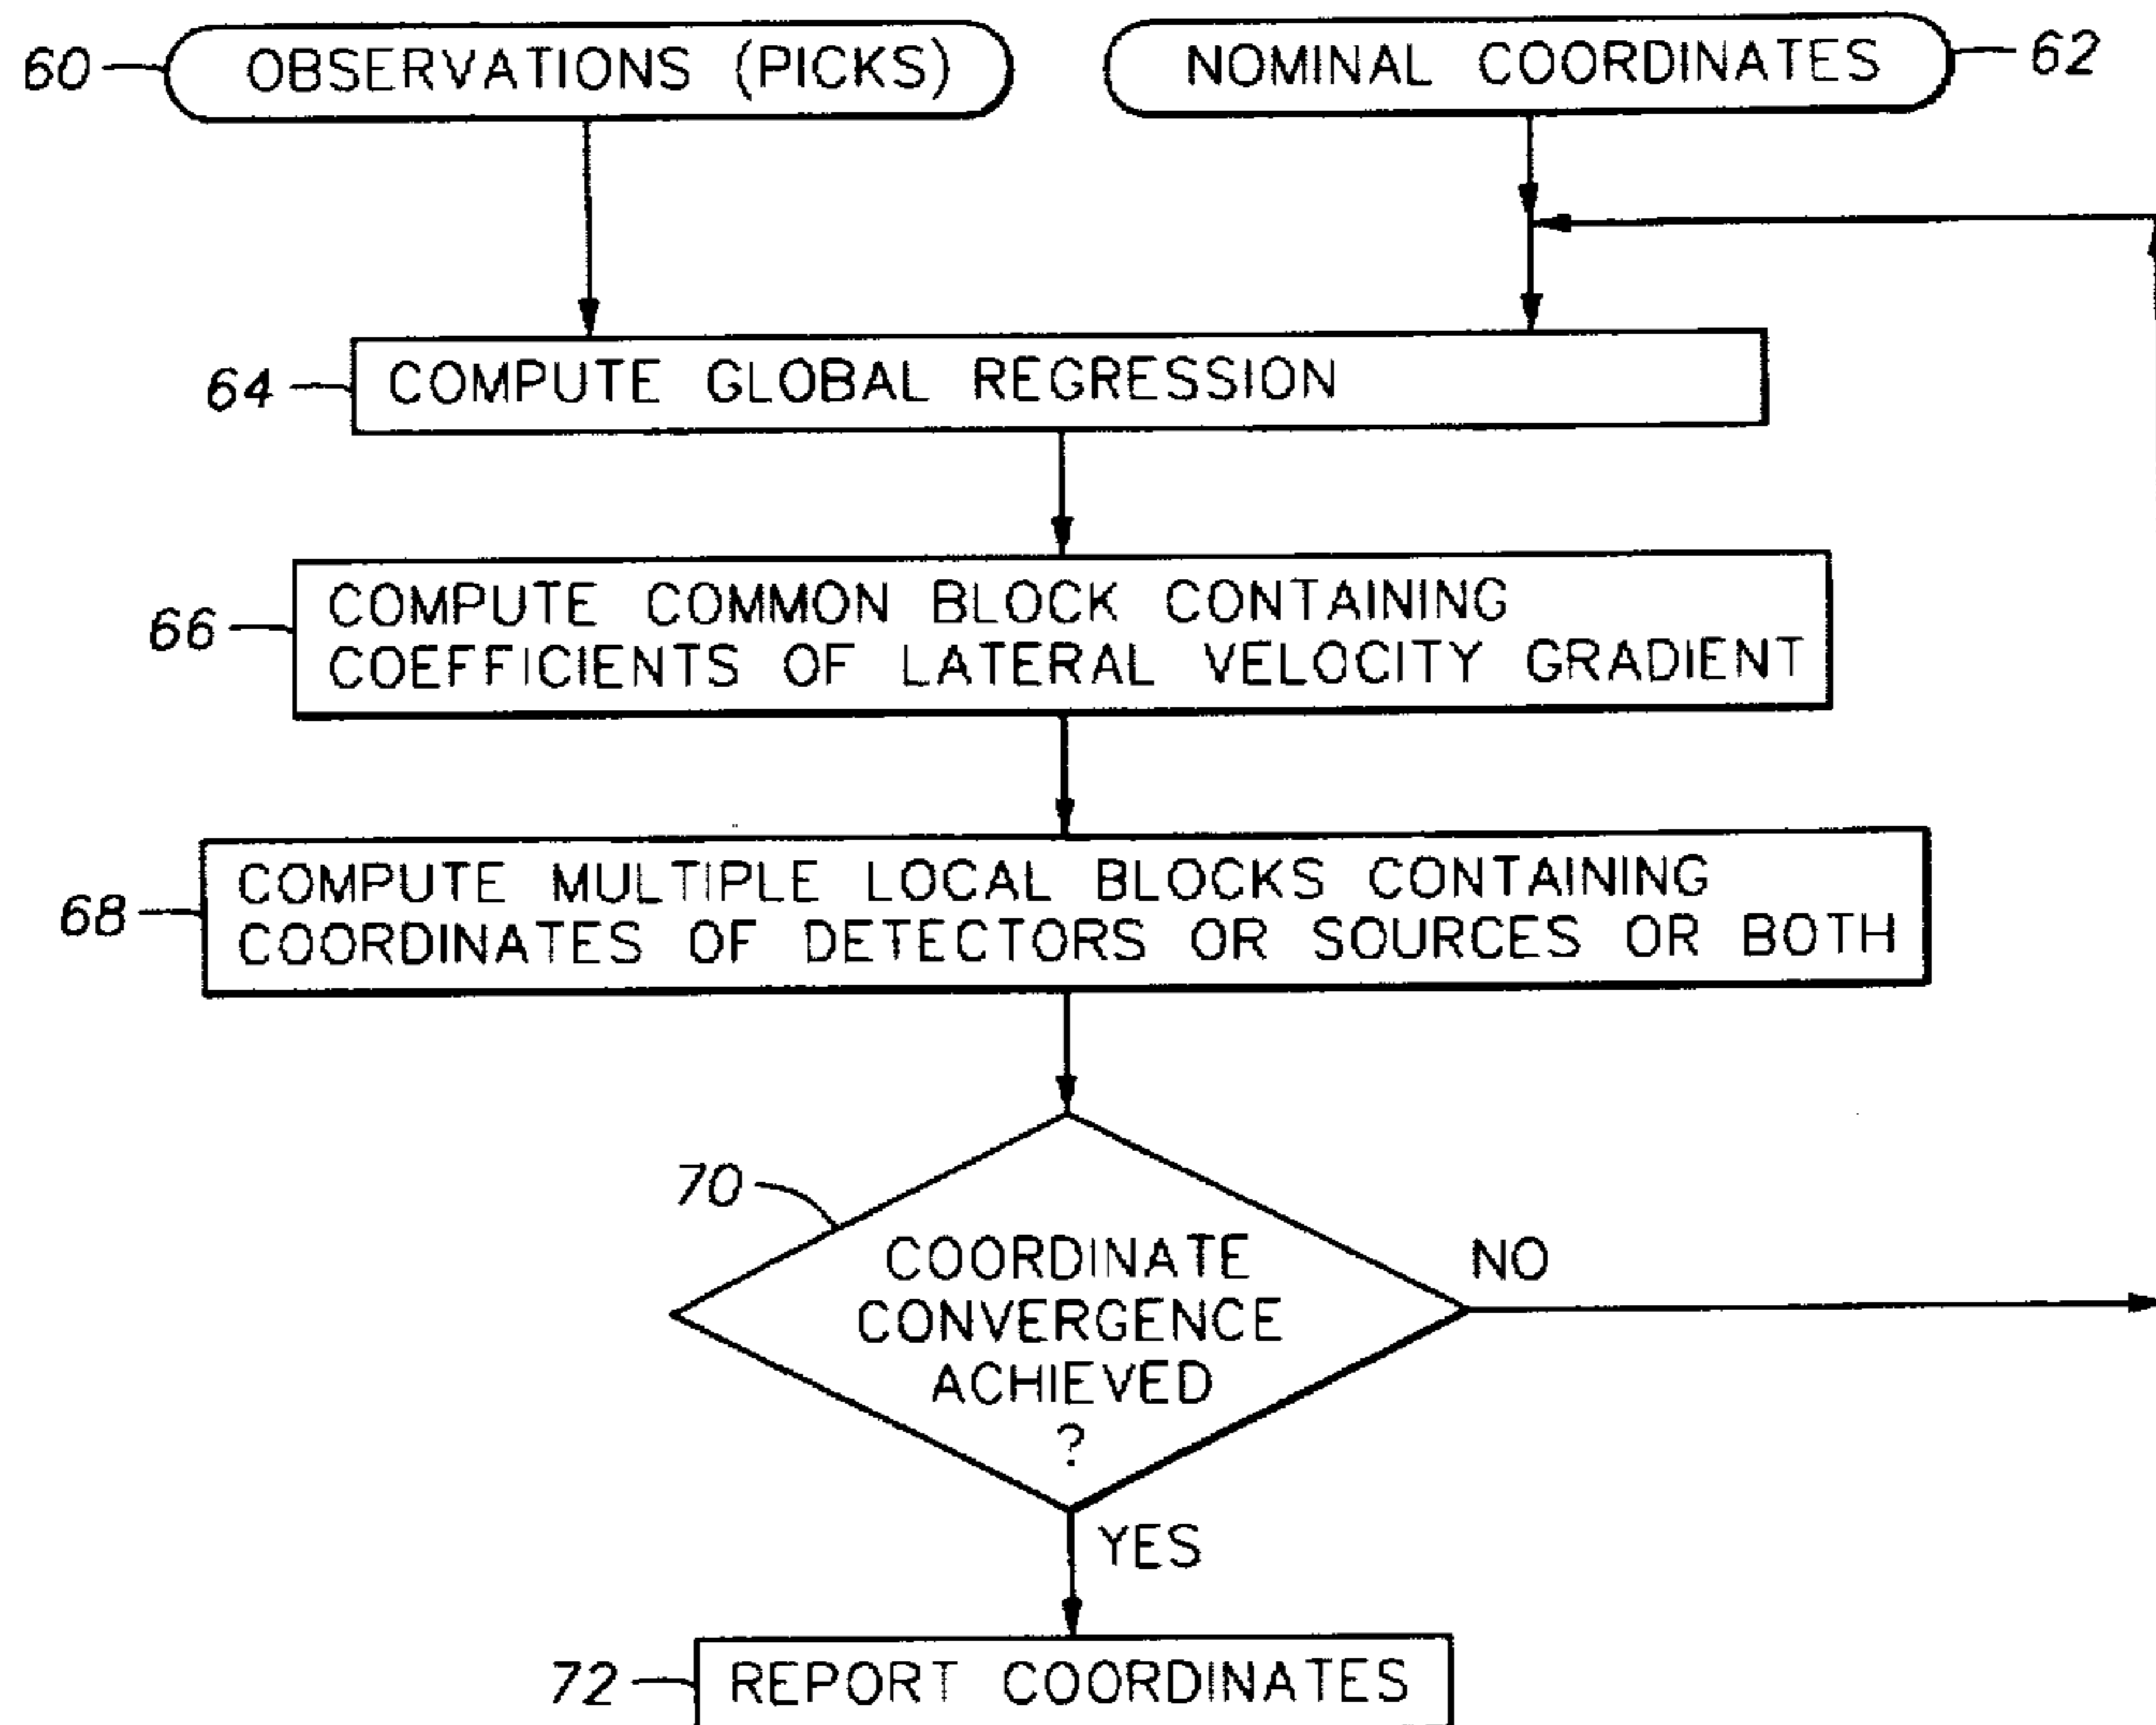 60 OBSERVATIONS (PICKS)
NOMINAL COORDINATES 62
64 COMPUTE GLOBAL REGRESSION
66 COMPUTE COMMON BLOCK CONTAINING
COEFFICIENTS OF LATERAL VELOCITY GRADIENT
68 COMPUTE MULTIPLE LOCAL BLOCKS CONTAINING
COORDINATES OF DETECTORS OR SOURCES OR BOTH
70
COORDINATE
CONVERGENCE
ACHIEVED
?
NO
YES
72 REPORT COORDINATES